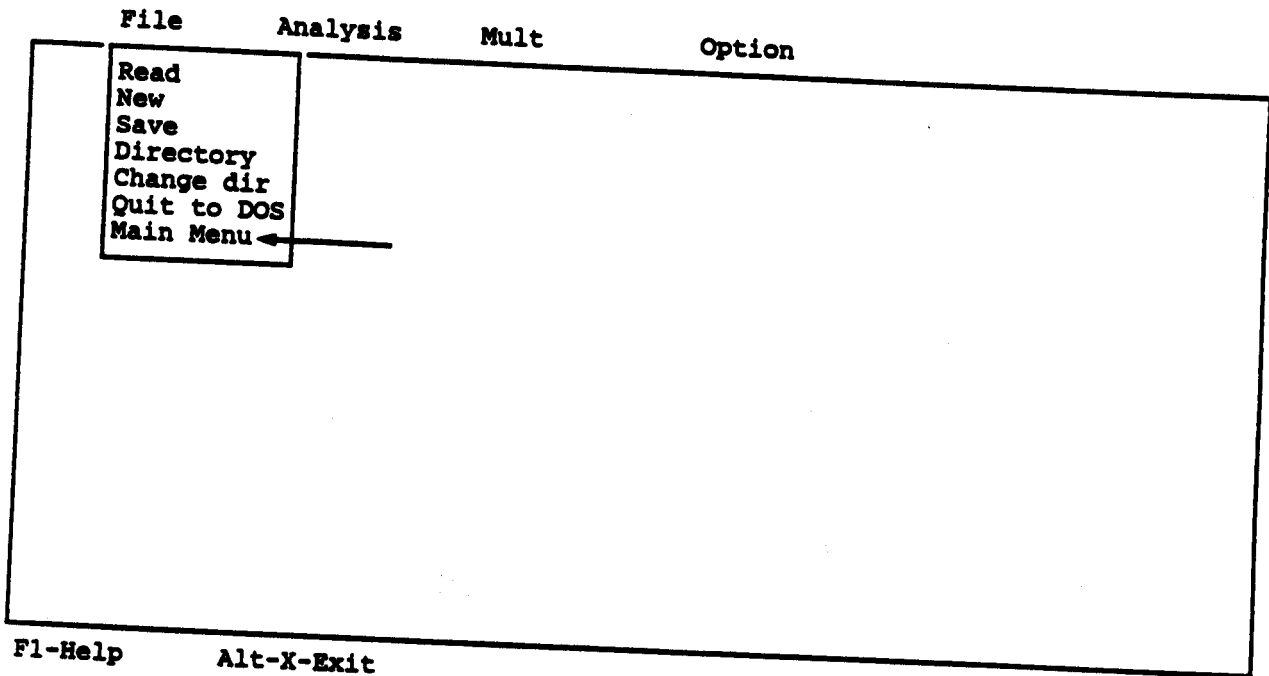 File Analysis Mult Option
Read
New
Save
Directory
Change dir
Quit to DOS
Main Menu
F1-Help Alt-X-Exit